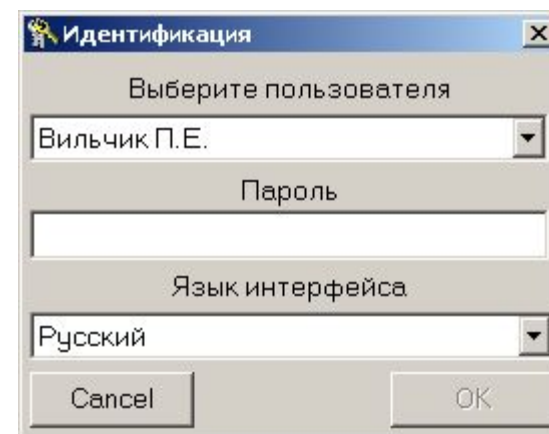 Идентификация
Выберите пользователя
Вильчик П.Е.
Пароль
Язык интерфейса
Русский
Cancel OK